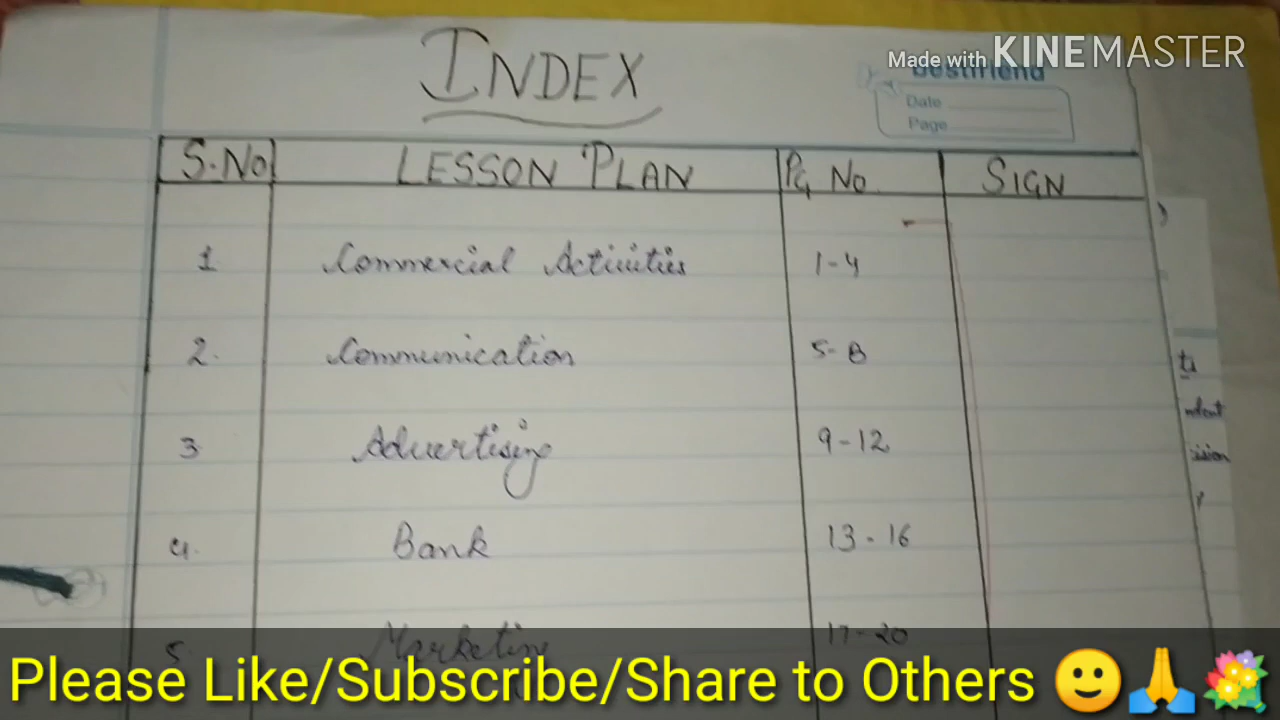 Made with KINEMASTER
INDEX
bestfriend
Date
Page
S.No LESSON PLAN Pg No. SIGN
1 Commercial Activities 1-4
2. Communication 5-8
3 Advertising 9-12
4. Bank 13-16
5. Marketing 17-20
ision
Please Like/Subscribe/Share to Others 🙂🙏💐